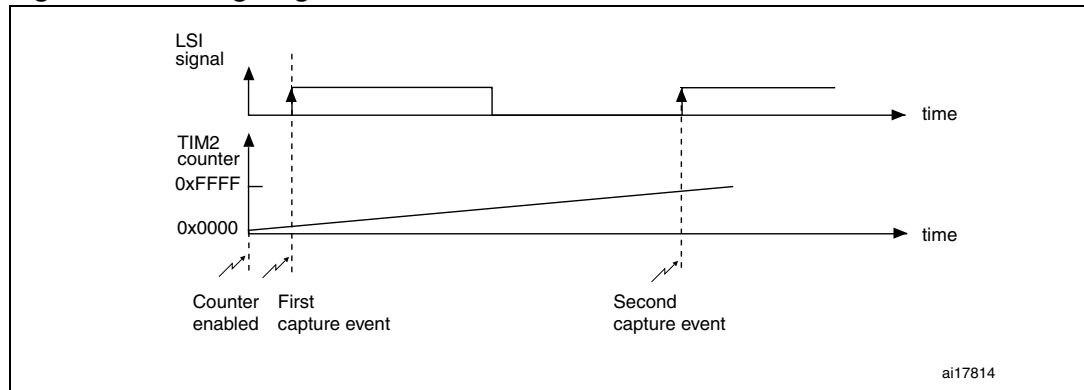 LSI
signal
time
TIM2
counter
0xFFFF
0x0000
time
Counter
enabled
First
capture event
Second
capture event
ai17814